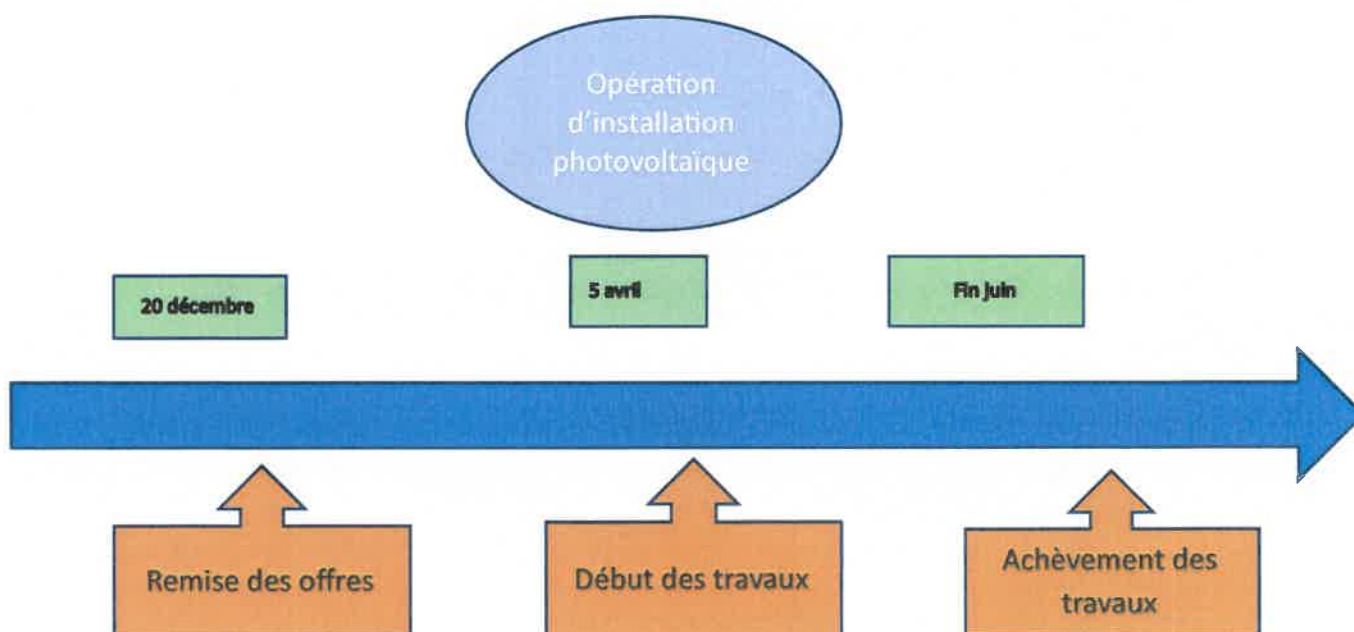 Opération
d'installation
photovoltaïque
20 décembre
5 avril
Fin juin
Remise des offres
Début des travaux
Achèvement des
travaux